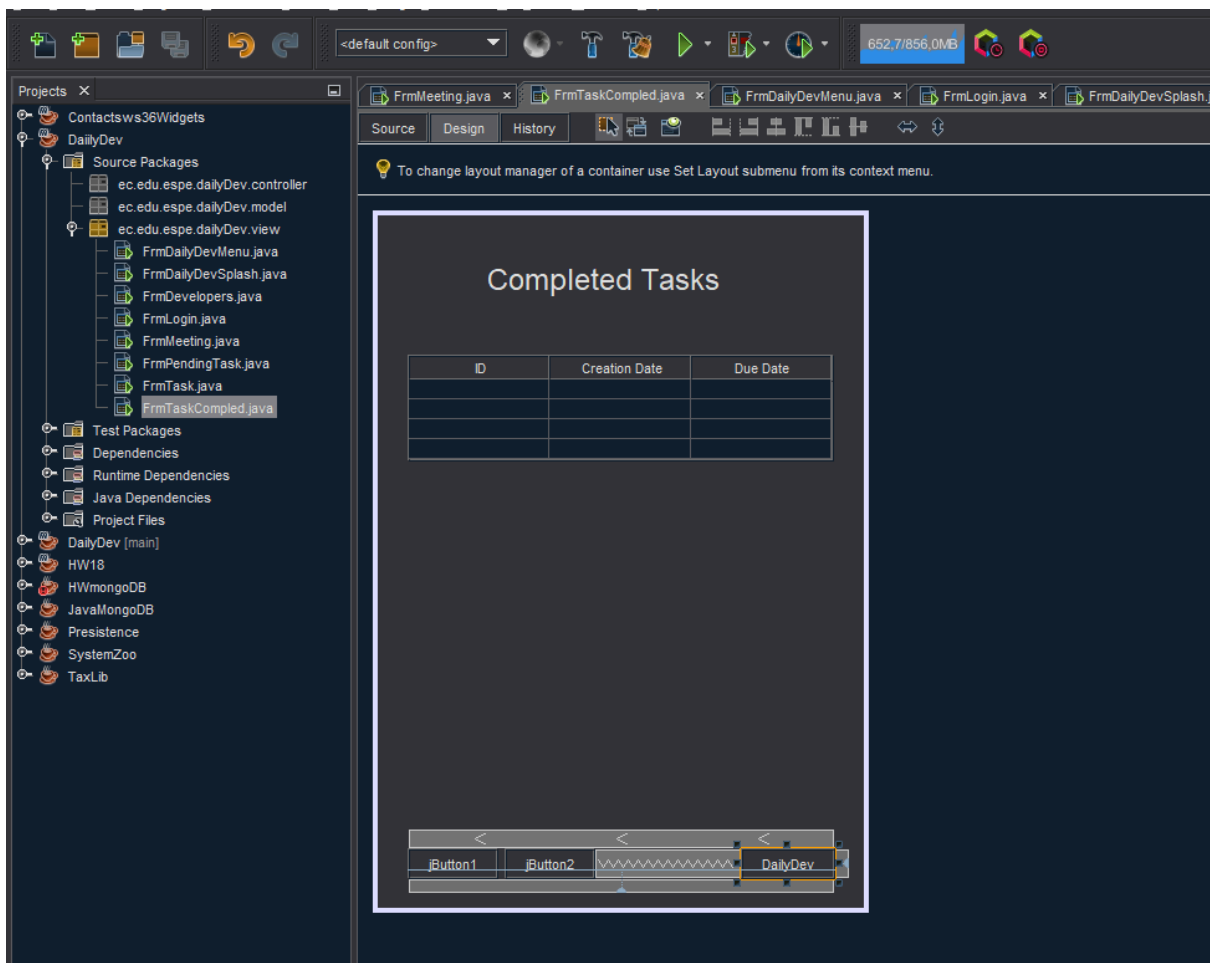 <default config>
652,7/856,0MB
Projects
Contactsws36Widgets
DaiilyDev
Source Packages
ec.edu.espe.dailyDev.controller
ec.edu.espe.dailyDev.model
ec.edu.espe.dailyDev.view
FrmDailyDevMenu.java
FrmDailyDevSplash.java
FrmDevelopers.java
FrmLogin.java
FrmMeeting.java
FrmPendingTask.java
FrmTask.java
FrmTaskCompled.java
Test Packages
Dependencies
Runtime Dependencies
Java Dependencies
Project Files
DailyDev [main]
HW18
HWmongoDB
JavaMongoDB
Presistence
SystemZoo
TaxLib
FrmMeeting.java FrmTaskCompled.java FrmDailyDevMenu.java FrmLogin.java FrmDailyDevSplash.
Source Design History
To change layout manager of a container use Set Layout submenu from its context menu.
Completed Tasks
ID Creation Date Due Date
jButton1 jButton2 DailyDev